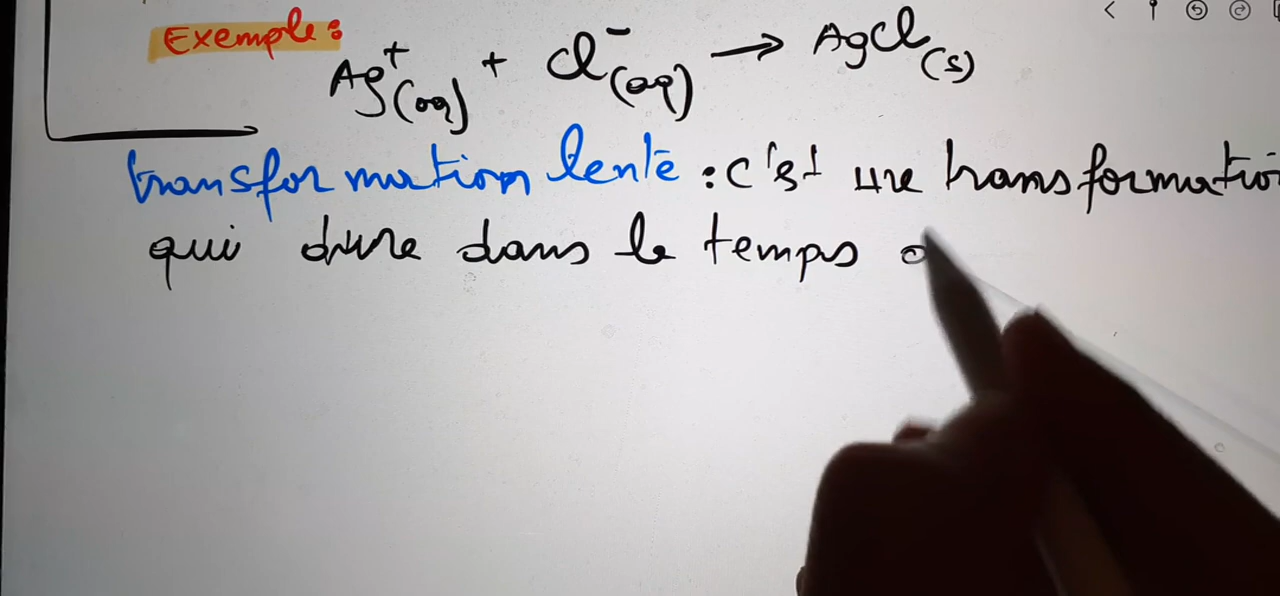 Exemple:
Ag⁺(aq) + Cl⁻(aq) → AgCl(s)
transformation lente : c'est une transformatio
qui dure dans le temps